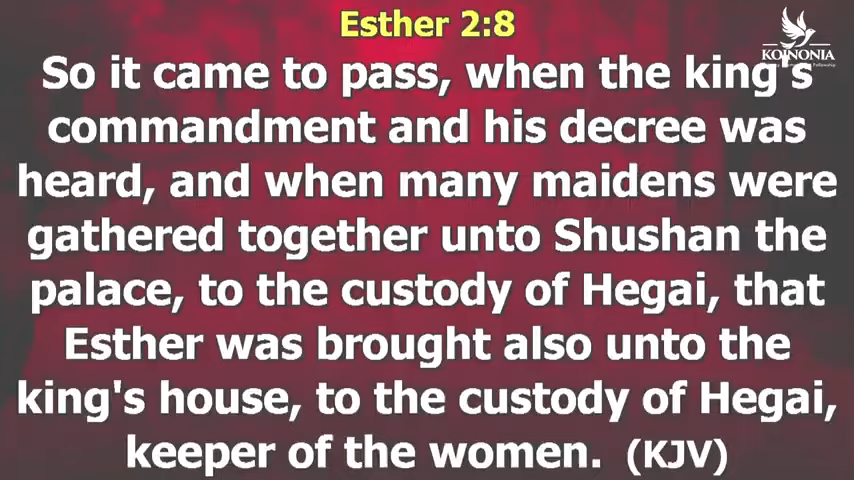 Esther 2:8
KOINONIA
So it came to pass, when the king's
commandment and his decree was
heard, and when many maidens were
gathered together unto Shushan the
palace, to the custody of Hegai, that
Esther was brought also unto the
king's house, to the custody of Hegai,
keeper of the women. (KJV)